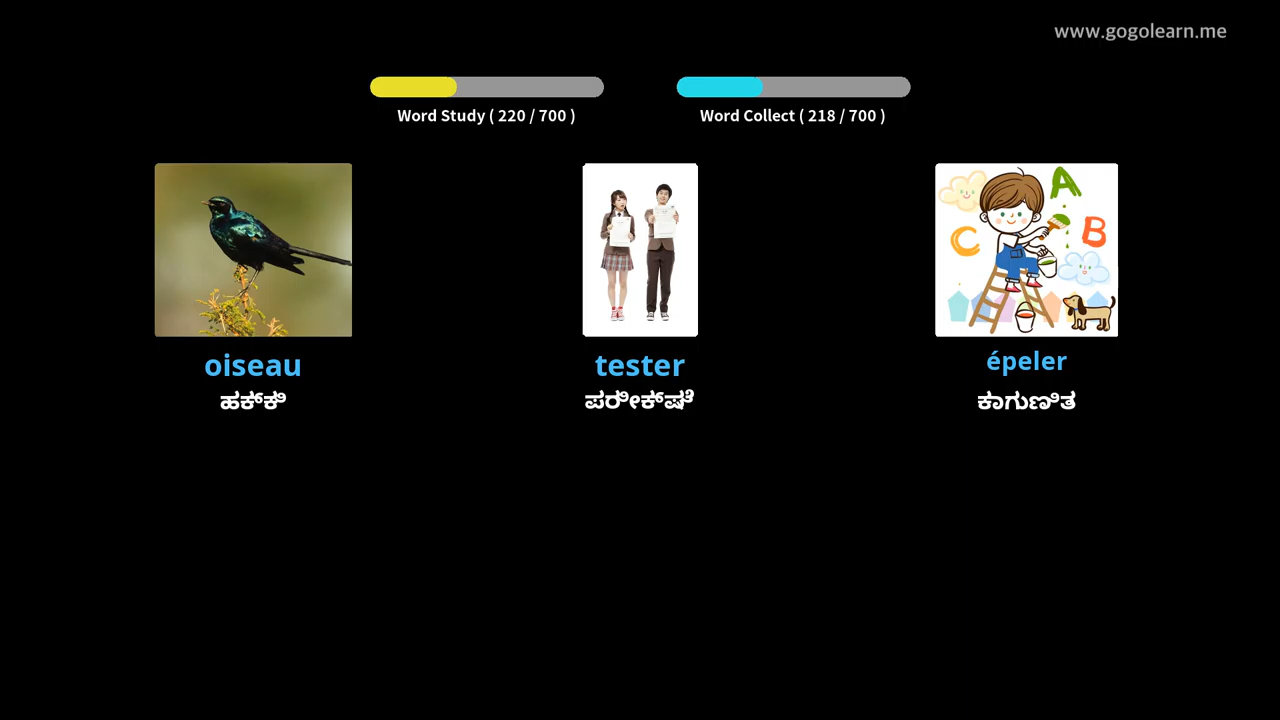 www.gogolearn.me
Word Study ( 220 / 700 )
Word Collect ( 218 / 700 )
A
B
C
oiseau
tester
épeler
ಹಕ್ಕಿ
ಪರೀಕ್ಷೆ
ಕಾಗುಣಿತ